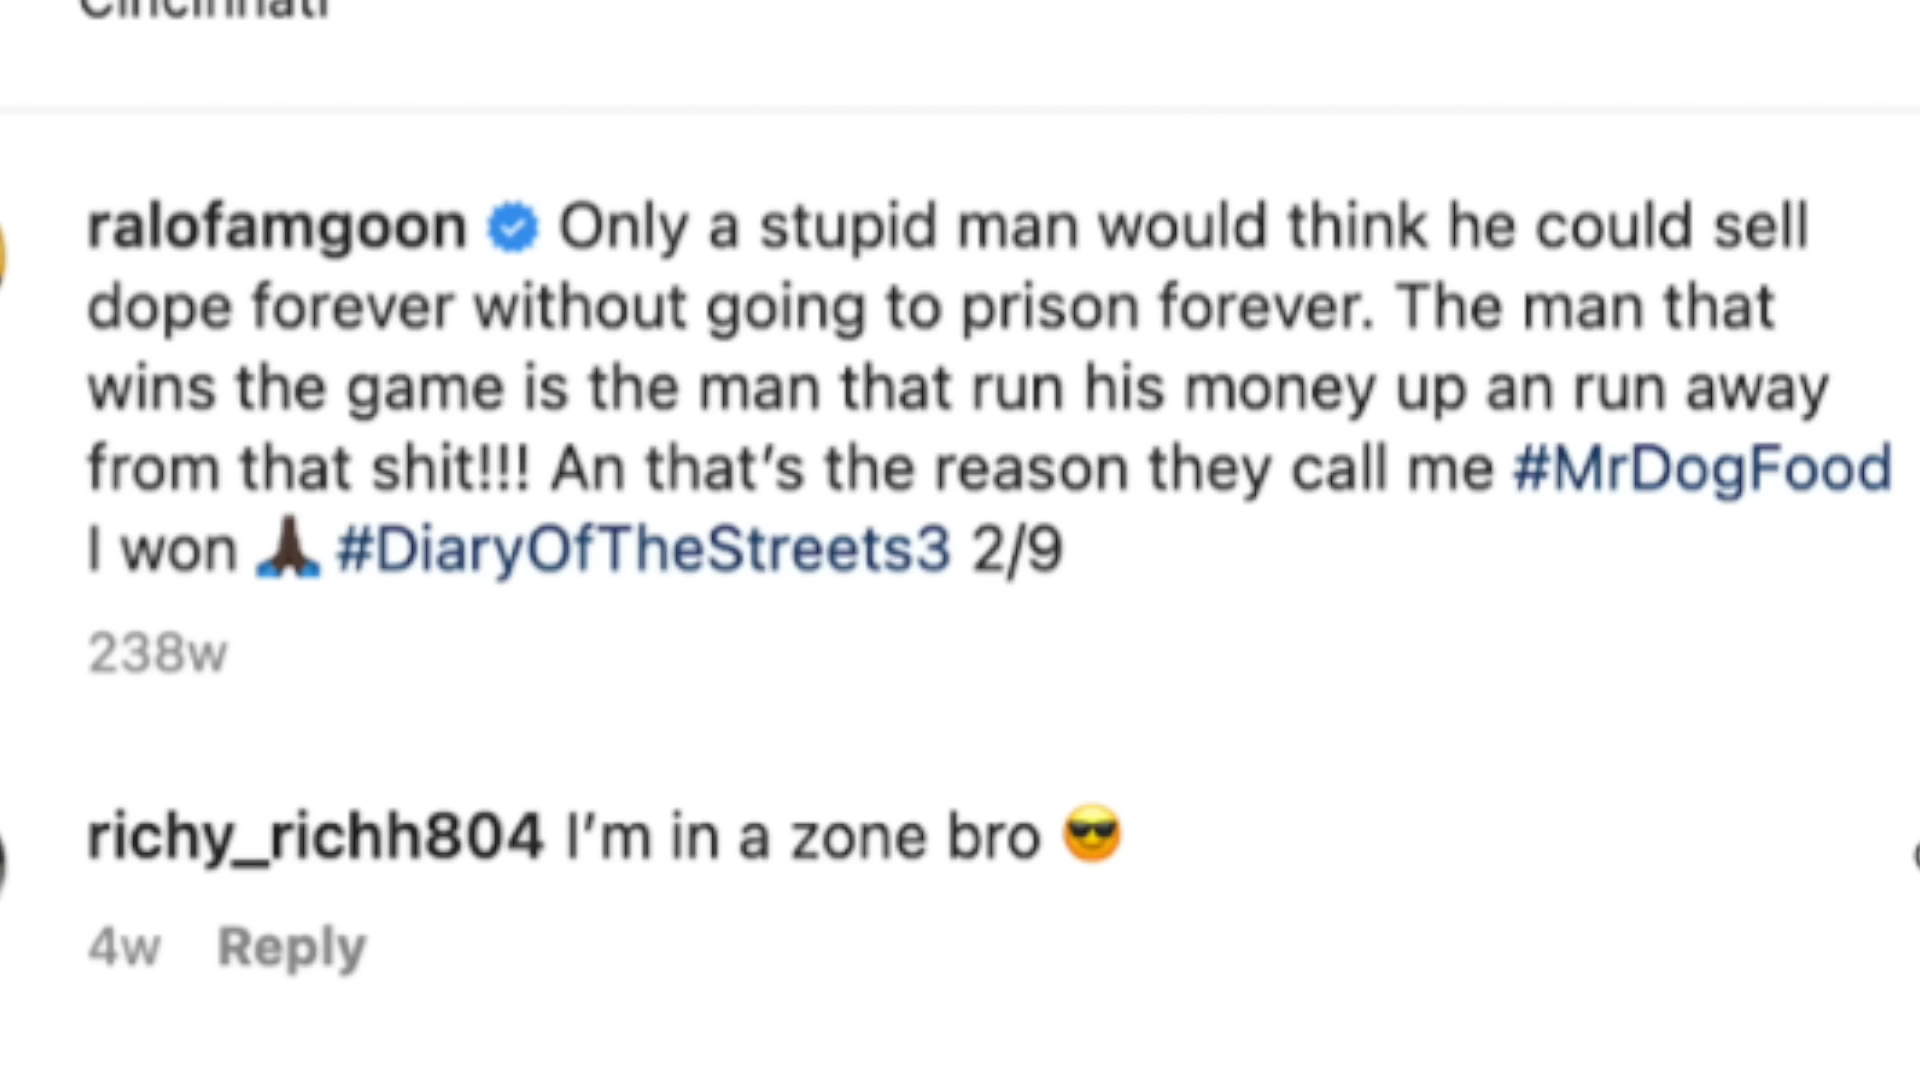 Cincinnati
ralofamgoon Only a stupid man would think he could sell
dope forever without going to prison forever. The man that
wins the game is the man that run his money up an run away
from that shit!!! An that’s the reason they call me #MrDogFood
I won 🙏🏿 #DiaryOfTheStreets3 2/9
238w
richy_richh804 I’m in a zone bro 😎
4w Reply